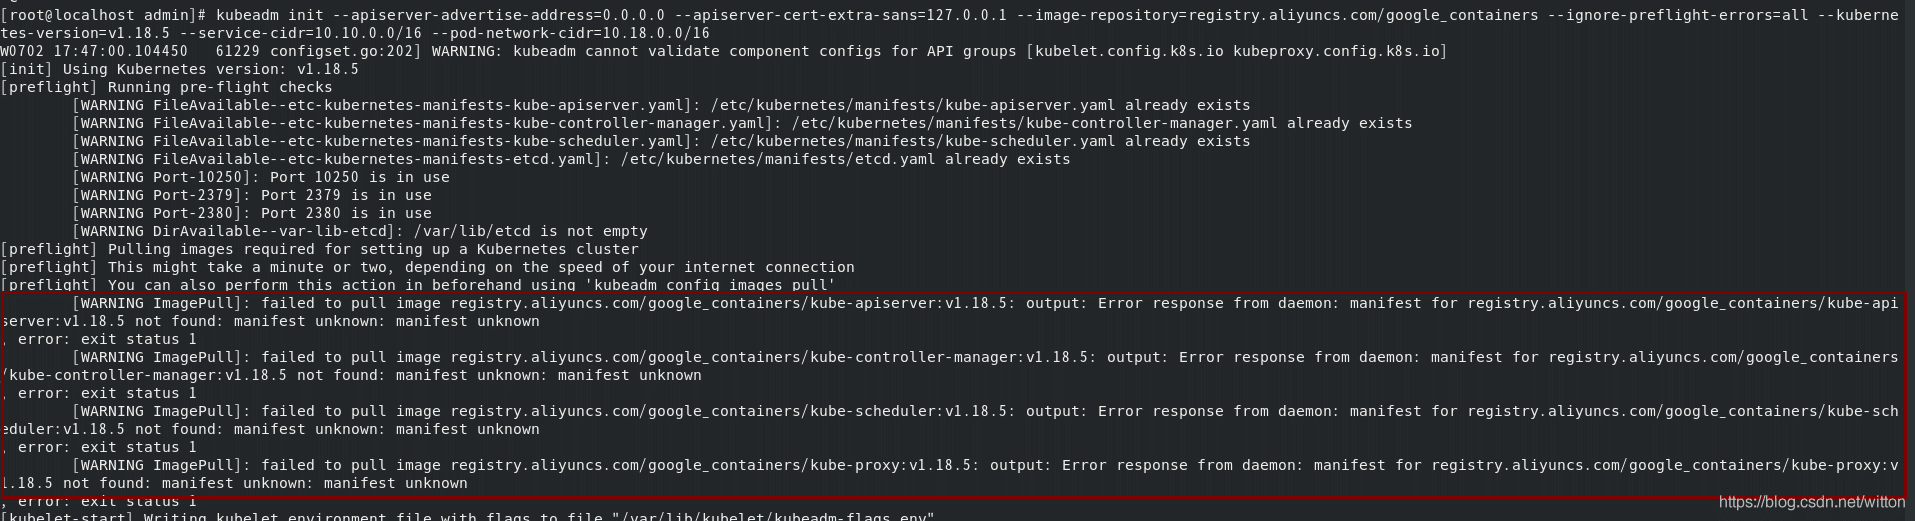 [root@localhost admin]# kubeadm init --apiserver-advertise-address=0.0.0.0 --apiserver-cert-extra-sans=127.0.0.1 --image-repository=registry.aliyuncs.com/google_containers --ignore-preflight-errors=all --kuberne
tes-version=v1.18.5 --service-cidr=10.10.0.0/16 --pod-network-cidr=10.18.0.0/16
W0702 17:47:00.104450   61229 configset.go:202] WARNING: kubeadm cannot validate component configs for API groups [kubelet.config.k8s.io kubeproxy.config.k8s.io]
[init] Using Kubernetes version: v1.18.5
[preflight] Running pre-flight checks
        [WARNING FileAvailable--etc-kubernetes-manifests-kube-apiserver.yaml]: /etc/kubernetes/manifests/kube-apiserver.yaml already exists
        [WARNING FileAvailable--etc-kubernetes-manifests-kube-controller-manager.yaml]: /etc/kubernetes/manifests/kube-controller-manager.yaml already exists
        [WARNING FileAvailable--etc-kubernetes-manifests-kube-scheduler.yaml]: /etc/kubernetes/manifests/kube-scheduler.yaml already exists
        [WARNING FileAvailable--etc-kubernetes-manifests-etcd.yaml]: /etc/kubernetes/manifests/etcd.yaml already exists
        [WARNING Port-10250]: Port 10250 is in use
        [WARNING Port-2379]: Port 2379 is in use
        [WARNING Port-2380]: Port 2380 is in use
        [WARNING DirAvailable--var-lib-etcd]: /var/lib/etcd is not empty
[preflight] Pulling images required for setting up a Kubernetes cluster
[preflight] This might take a minute or two, depending on the speed of your internet connection
[preflight] You can also perform this action in beforehand using 'kubeadm config images pull'
        [WARNING ImagePull]: failed to pull image registry.aliyuncs.com/google_containers/kube-apiserver:v1.18.5: output: Error response from daemon: manifest for registry.aliyuncs.com/google_containers/kube-api
server:v1.18.5 not found: manifest unknown: manifest unknown
, error: exit status 1
        [WARNING ImagePull]: failed to pull image registry.aliyuncs.com/google_containers/kube-controller-manager:v1.18.5: output: Error response from daemon: manifest for registry.aliyuncs.com/google_containers
/kube-controller-manager:v1.18.5 not found: manifest unknown: manifest unknown
, error: exit status 1
        [WARNING ImagePull]: failed to pull image registry.aliyuncs.com/google_containers/kube-scheduler:v1.18.5: output: Error response from daemon: manifest for registry.aliyuncs.com/google_containers/kube-sch
eduler:v1.18.5 not found: manifest unknown: manifest unknown
, error: exit status 1
        [WARNING ImagePull]: failed to pull image registry.aliyuncs.com/google_containers/kube-proxy:v1.18.5: output: Error response from daemon: manifest for registry.aliyuncs.com/google_containers/kube-proxy:v
1.18.5 not found: manifest unknown: manifest unknown
, error: exit status 1
https://blog.csdn.net/witton
[kubelet-start] Writing kubelet environment file with flags to file "/var/lib/kubelet/kubeadm-flags.env"